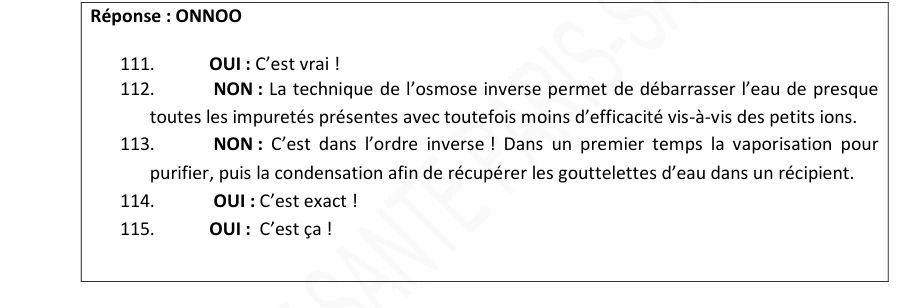 Réponse : ONNOO
111. OUI : C’est vrai !
112. NON : La technique de l’osmose inverse permet de débarrasser l’eau de presque
toutes les impuretés présentes avec toutefois moins d’efficacité vis-à-vis des petits ions.
113. NON : C’est dans l’ordre inverse ! Dans un premier temps la vaporisation pour
purifier, puis la condensation afin de récupérer les gouttelettes d’eau dans un récipient.
114. OUI : C’est exact !
115. OUI : C’est ça !
SANTE PARIS-SA